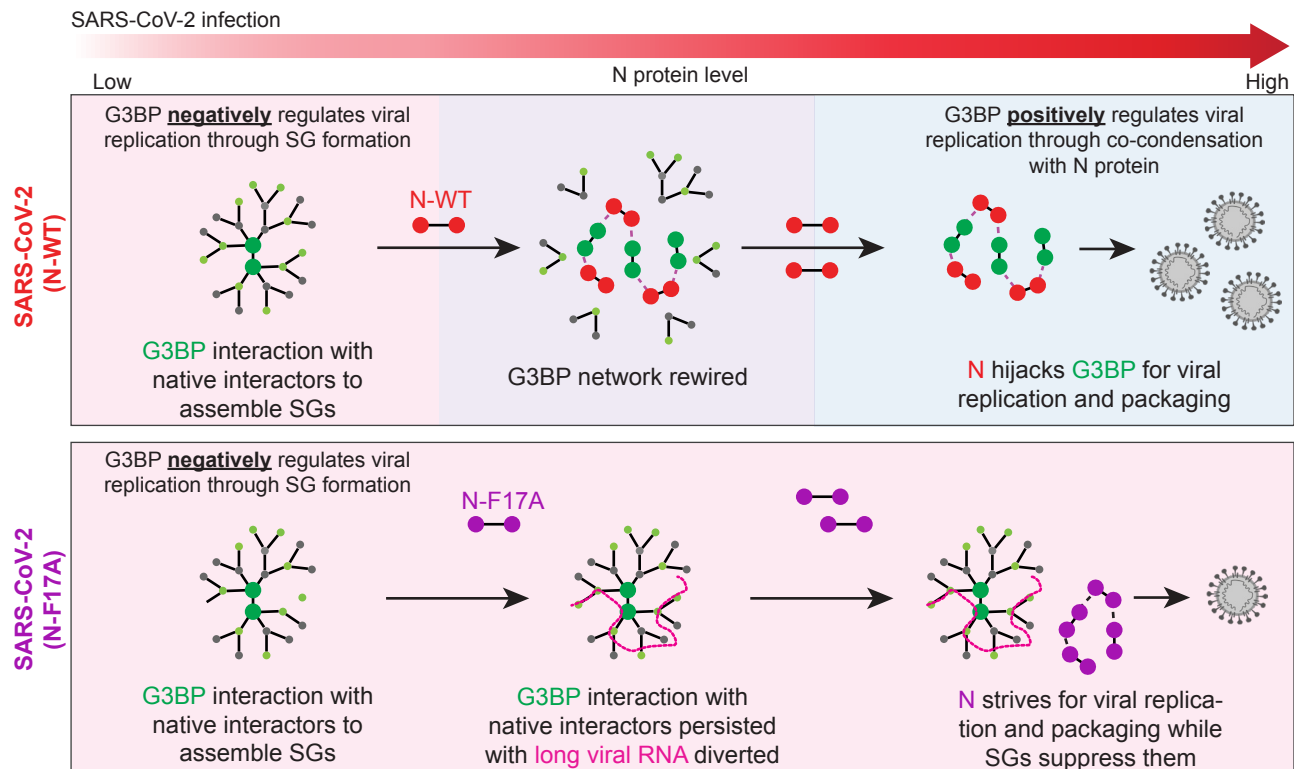 SARS-CoV-2 infection
Low
N protein level
High
SARS-CoV-2
(N-WT)
G3BP negatively regulates viral
replication through SG formation
G3BP positively regulates viral
replication through co-condensation
with N protein
N-WT
G3BP interaction with
native interactors to
assemble SGs
G3BP network rewired
N hijacks G3BP for viral
replication and packaging
SARS-CoV-2
(N-F17A)
G3BP negatively regulates viral
replication through SG formation
N-F17A
G3BP interaction with
native interactors to
assemble SGs
G3BP interaction with
native interactors persisted
with long viral RNA diverted
N strives for viral replica-
tion and packaging while
SGs suppress them